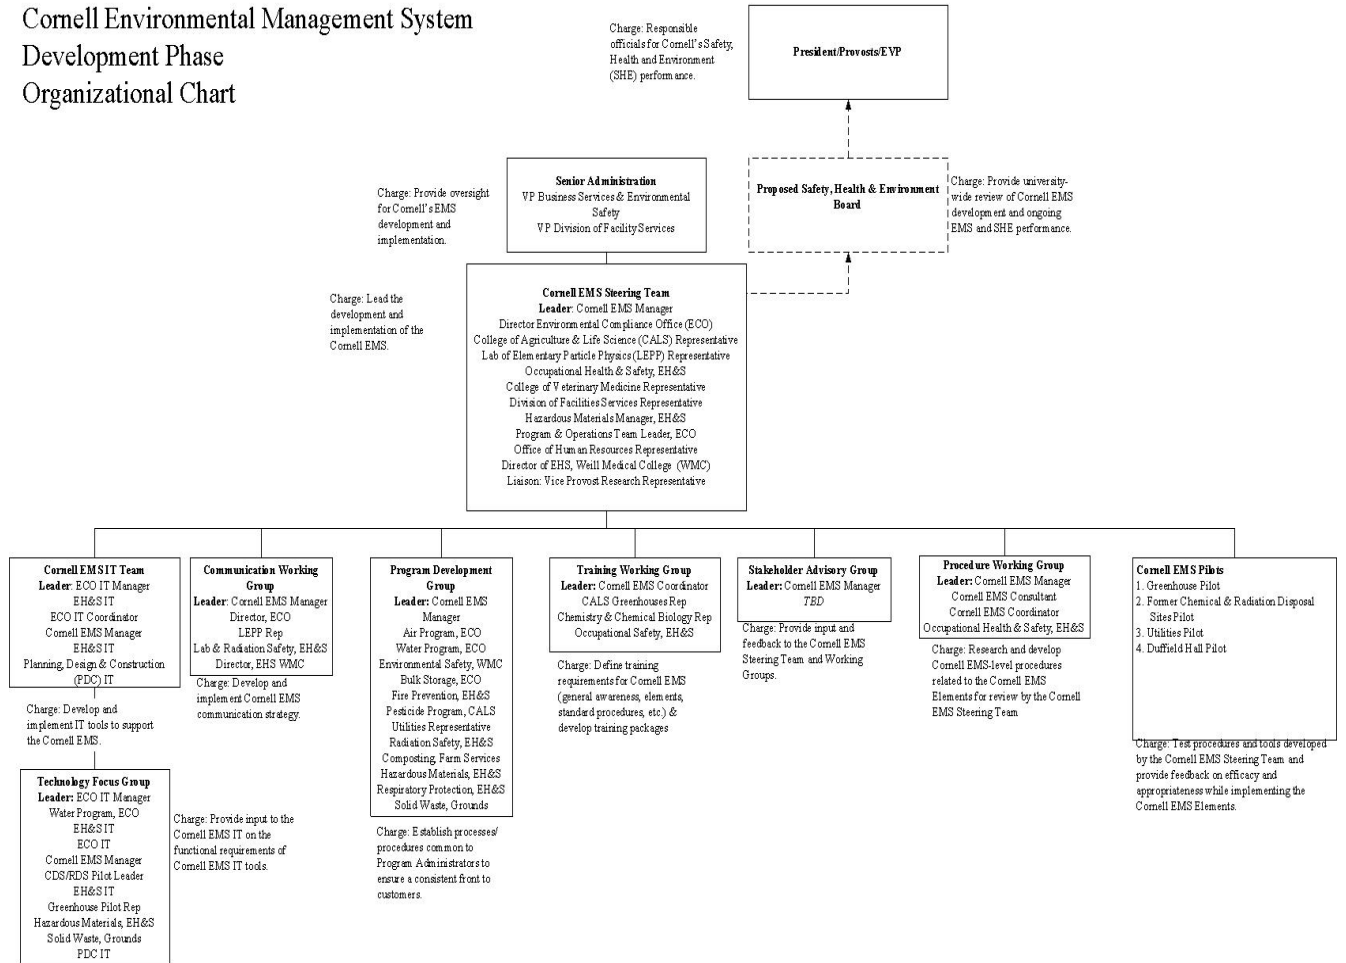 Cornell Environmental Management System
Development Phase
Organizational Chart
Charge: Responsible
officials for Cornell's Safety,
Health and Environment
(SHE) performance.
President/Provosts/EVP
Charge: Provide oversight
for Cornell's EMS
development and
implementation.
Senior Administration
VP Business Services & Environmental
Safety
VP Division of Facility Services
Proposed Safety, Health & Environment
Board
Charge: Provide university-
wide review of Cornell EMS
development and ongoing
EMS and SHE performance.
Charge: Lead the
development and
implementation of the
Cornell EMS.
Cornell EMS Steering Team
Leader: Cornell EMS Manager
Director Environmental Compliance Office (ECO)
College of Agriculture & Life Science (CALS) Representative
Lab of Elementary Particle Physics (LEPP) Representative
Occupational Health & Safety, EH&S
College of Veterinary Medicine Representative
Division of Facilities Services Representative
Hazardous Materials Manager, EH&S
Program & Operations Team Leader, ECO
Office of Human Resources Representative
Director of EHS, Weill Medical College (WMC)
Liaison: Vice Provost Research Representative
Cornell EMS IT Team
Leader: ECO IT Manager
EH&S IT
ECO IT Coordinator
Cornell EMS Manager
EH&S IT
Planning, Design & Construction
(PDC) IT
Charge: Develop and
implement IT tools to support
the Cornell EMS.
Technology Focus Group
Leader: ECO IT Manager
Water Program, ECO
EH&S IT
ECO IT
Cornell EMS Manager
CDS/RDS Pilot Leader
EH&S IT
Greenhouse Pilot Rep
Hazardous Materials, EH&S
Solid Waste, Grounds
PDC IT
Charge: Provide input to the
Cornell EMS IT on the
functional requirements of
Cornell EMS IT tools.
Communication Working
Group
Leader: Cornell EMS Manager
Director, ECO
LEPP Rep
Lab & Radiation Safety, EH&S
Director, EHS WMC
Charge: Develop and
implement Cornell EMS
communication strategy.
Program Development
Group
Leader: Cornell EMS
Manager
Air Program, ECO
Water Program, ECO
Environmental Safety, WMC
Bulk Storage, ECO
Fire Prevention, EH&S
Pesticide Program, CALS
Utilities Representative
Radiation Safety, EH&S
Composting, Farm Services
Hazardous Materials, EH&S
Respiratory Protection, EH&S
Solid Waste, Grounds
Charge: Establish processes/
procedures common to
Program Administrators to
ensure a consistent front to
customers.
Training Working Group
Leader: Cornell EMS Coordinator
CALS Greenhouses Rep
Chemistry & Chemical Biology Rep
Occupational Safety, EH&S
Charge: Define training
requirements for Cornell EMS
(general awareness, elements,
standard procedures, etc.) &
develop training packages
Stakeholder Advisory Group
Leader: Cornell EMS Manager
TBD
Charge: Provide input and
feedback to the Cornell EMS
Steering Team and Working
Groups.
Procedure Working Group
Leader: Cornell EMS Manager
Cornell EMS Consultant
Cornell EMS Coordinator
Occupational Health & Safety, EH&S
Charge: Research and develop
Cornell EMS-level procedures
related to the Cornell EMS
Elements for review by the Cornell
EMS Steering Team
Cornell EMS Pilots
1. Greenhouse Pilot
2. Former Chemical & Radiation Disposal
Sites Pilot
3. Utilities Pilot
4. Duffield Hall Pilot
Charge: Test procedures and tools developed
by the Cornell EMS Steering Team and
provide feedback on efficacy and
appropriateness while implementing the
Cornell EMS Elements.